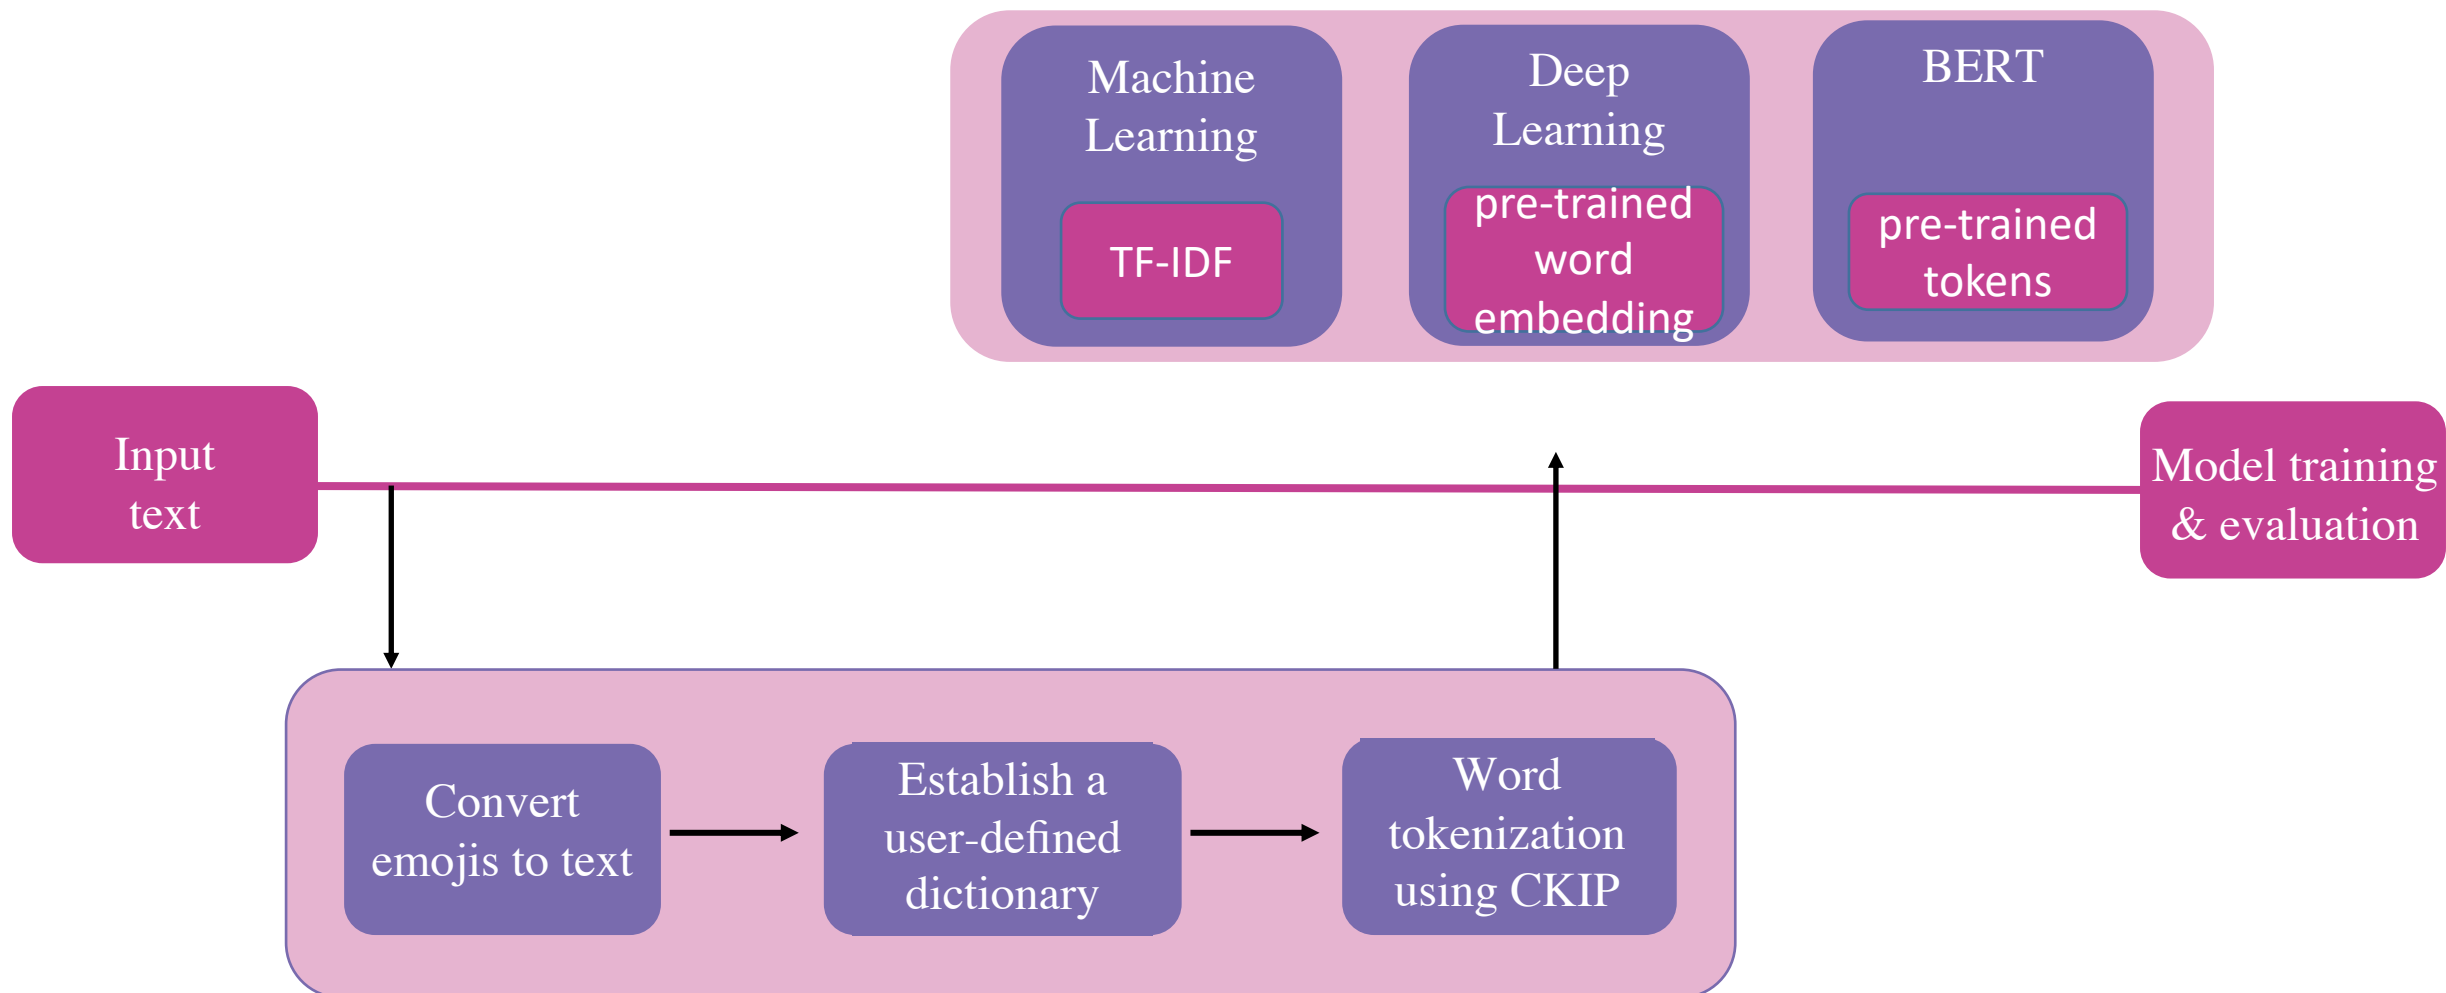 Machine
Learning
TF-IDF
Deep
Learning
pre-trained
word
embedding
BERT
pre-trained
tokens
Input
text
Model training
& evaluation
Convert
emojis to text
Establish a
user-defined
dictionary
Word
tokenization
using CKIP